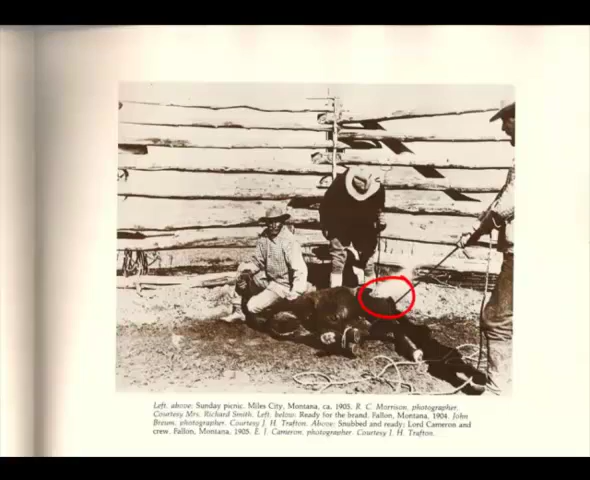 Left, above: Sunday picnic. Miles City, Montana, ca. 1905. R. C. Morrison, photographer.
Courtesy Mrs. Richard Smith. Left, below: Ready for the brand. Fallon, Montana, 1904. John
Breum, photographer. Courtesy J. H. Trafton. Above: Snubbed and ready; Lord Cameron and
crew. Fallon, Montana, 1905. E. J. Cameron, photographer. Courtesy J. H. Trafton.